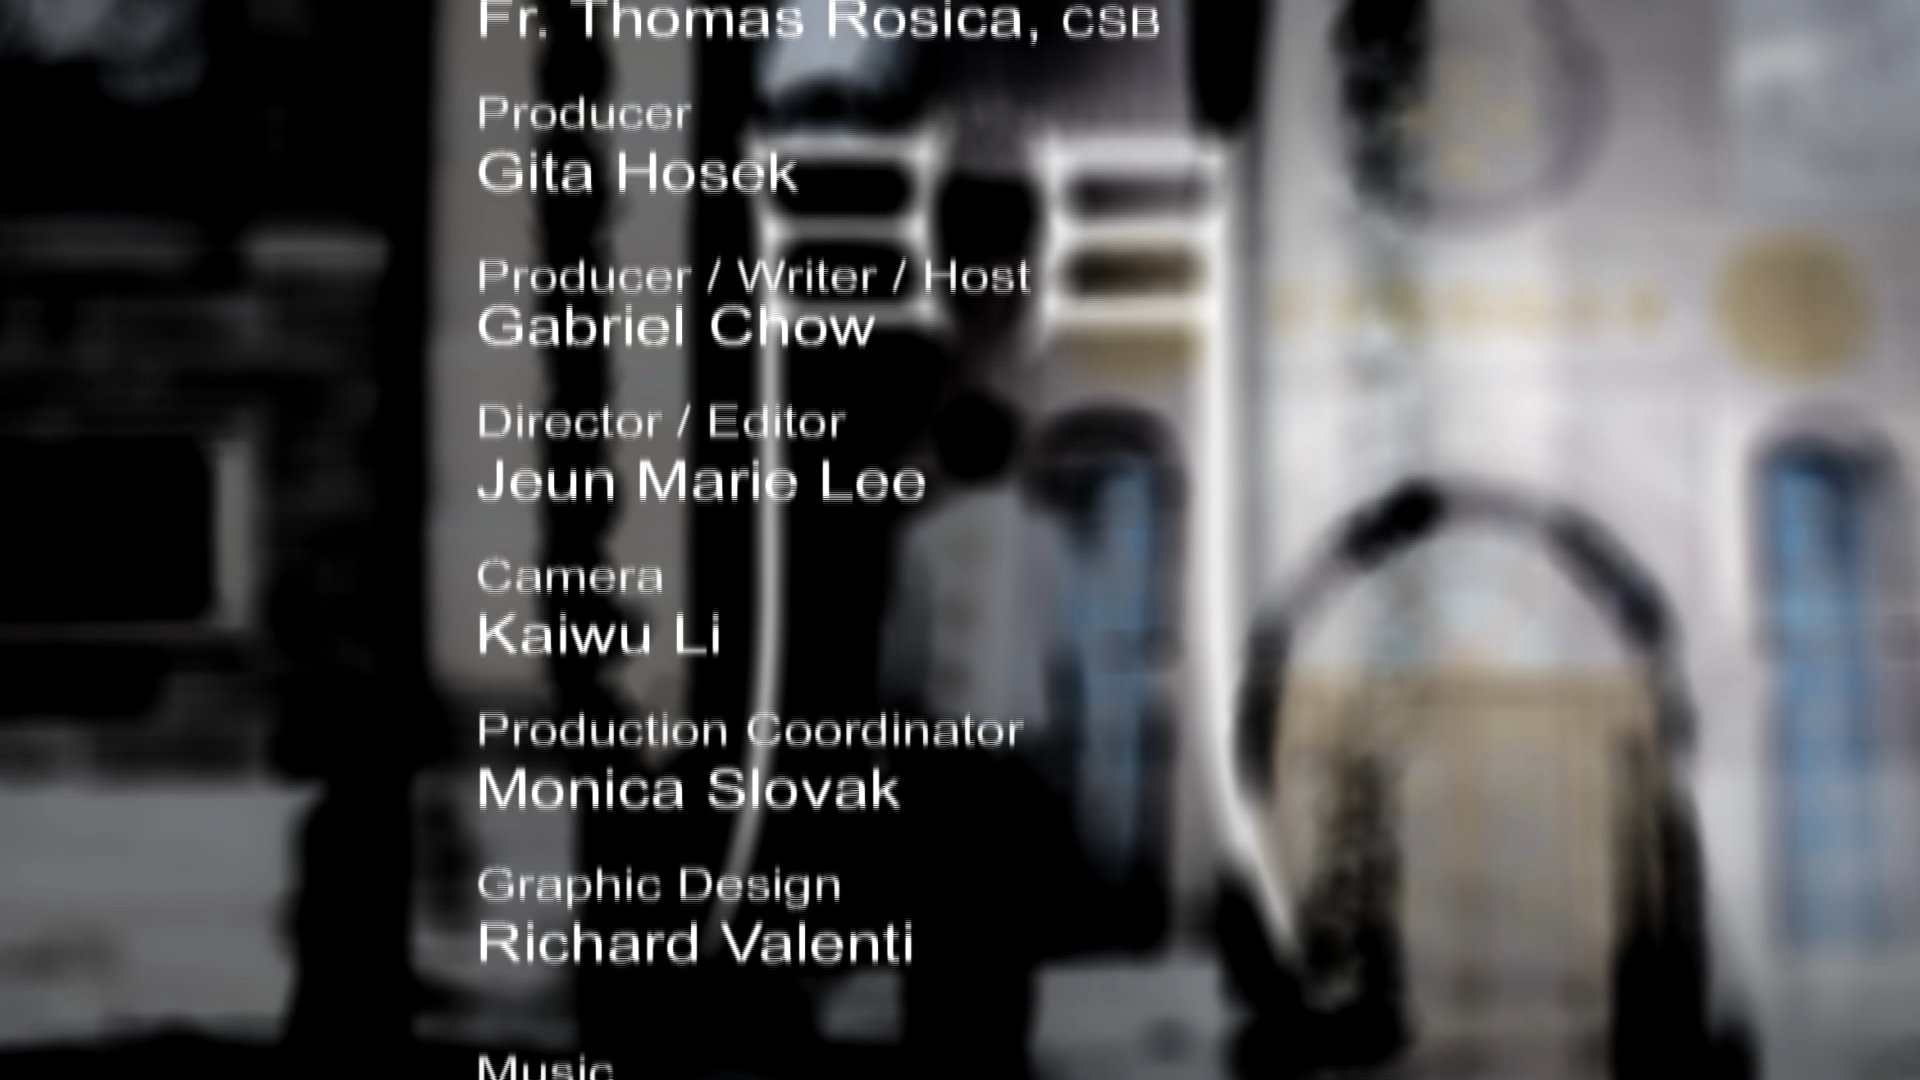 Fr. Thomas Rosica, CSB
Producer
Gita Hosek
Producer / Writer / Host
Gabriel Chow
Director / Editor
Jeun Marie Lee
Camera
Kaiwu Li
Production Coordinator
Monica Slovak
Graphic Design
Richard Valenti
Music